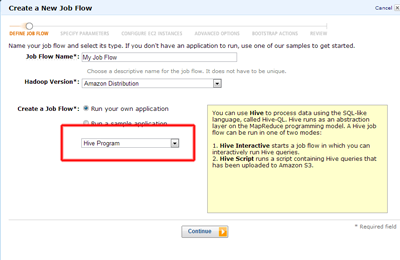 Create a New Job Flow
Cancel
DEFINE JOB FLOW
SPECIFY PARAMETERS
CONFIGURE EC2 INSTANCES
ADVANCED OPTIONS
BOOTSTRAP ACTIONS
REVIEW
Name your job flow and select its type. If you don't have an application to run, use one of our samples to get started.
Job Flow Name*: My Job Flow
Choose a descriptive name for the job flow. It does not have to be unique.
Hadoop Version*: Amazon Distribution
Create a Job Flow*: Run your own application
Run a sample application
Hive Program
You can use Hive to process data using the SQL-like
language, called Hive-QL. Hive runs as an abstraction
layer on the MapReduce programming model. A Hive job
flow can be run in one of two modes:
1. Hive Interactive starts a job flow in which you can
interactively run Hive queries.
2. Hive Script runs a script containing Hive queries that
has been uploaded to Amazon S3.
Continue
* Required field